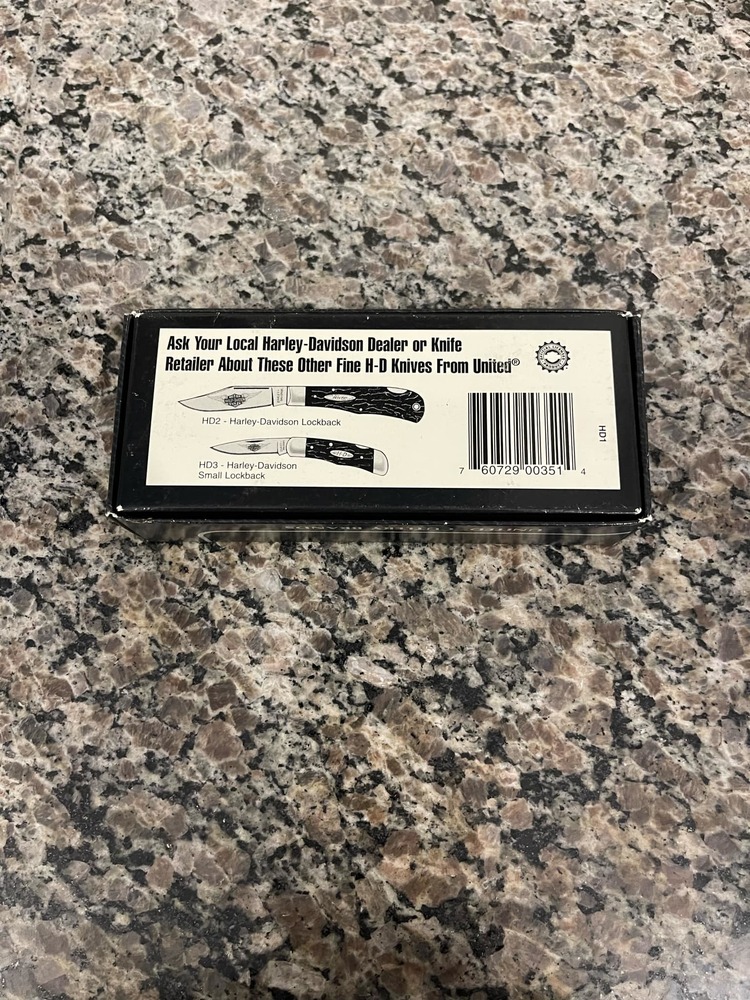 Ask Your Local Harley-Davidson Dealer or Knife
Retailer About These Other Fine H-D Knives From United®
HD2 - Harley-Davidson Lockback
HD3 - Harley-Davidson
Small Lockback
7 60729 00351 4
HD1